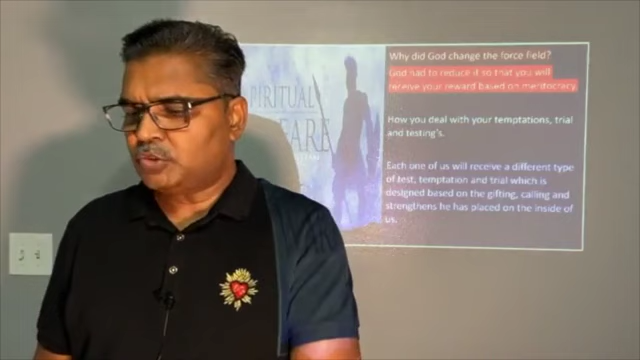 SPIRITUAL
FARE
Why did God change the force field?
God had to reduce it so that you will
receive your reward based on meritocracy.
How you deal with your temptations, trial
and testing's.
Each one of us will receive a different type
of test, temptation and trial which is
designed based on the gifting, calling and
strengthens he has placed on the inside of
us.